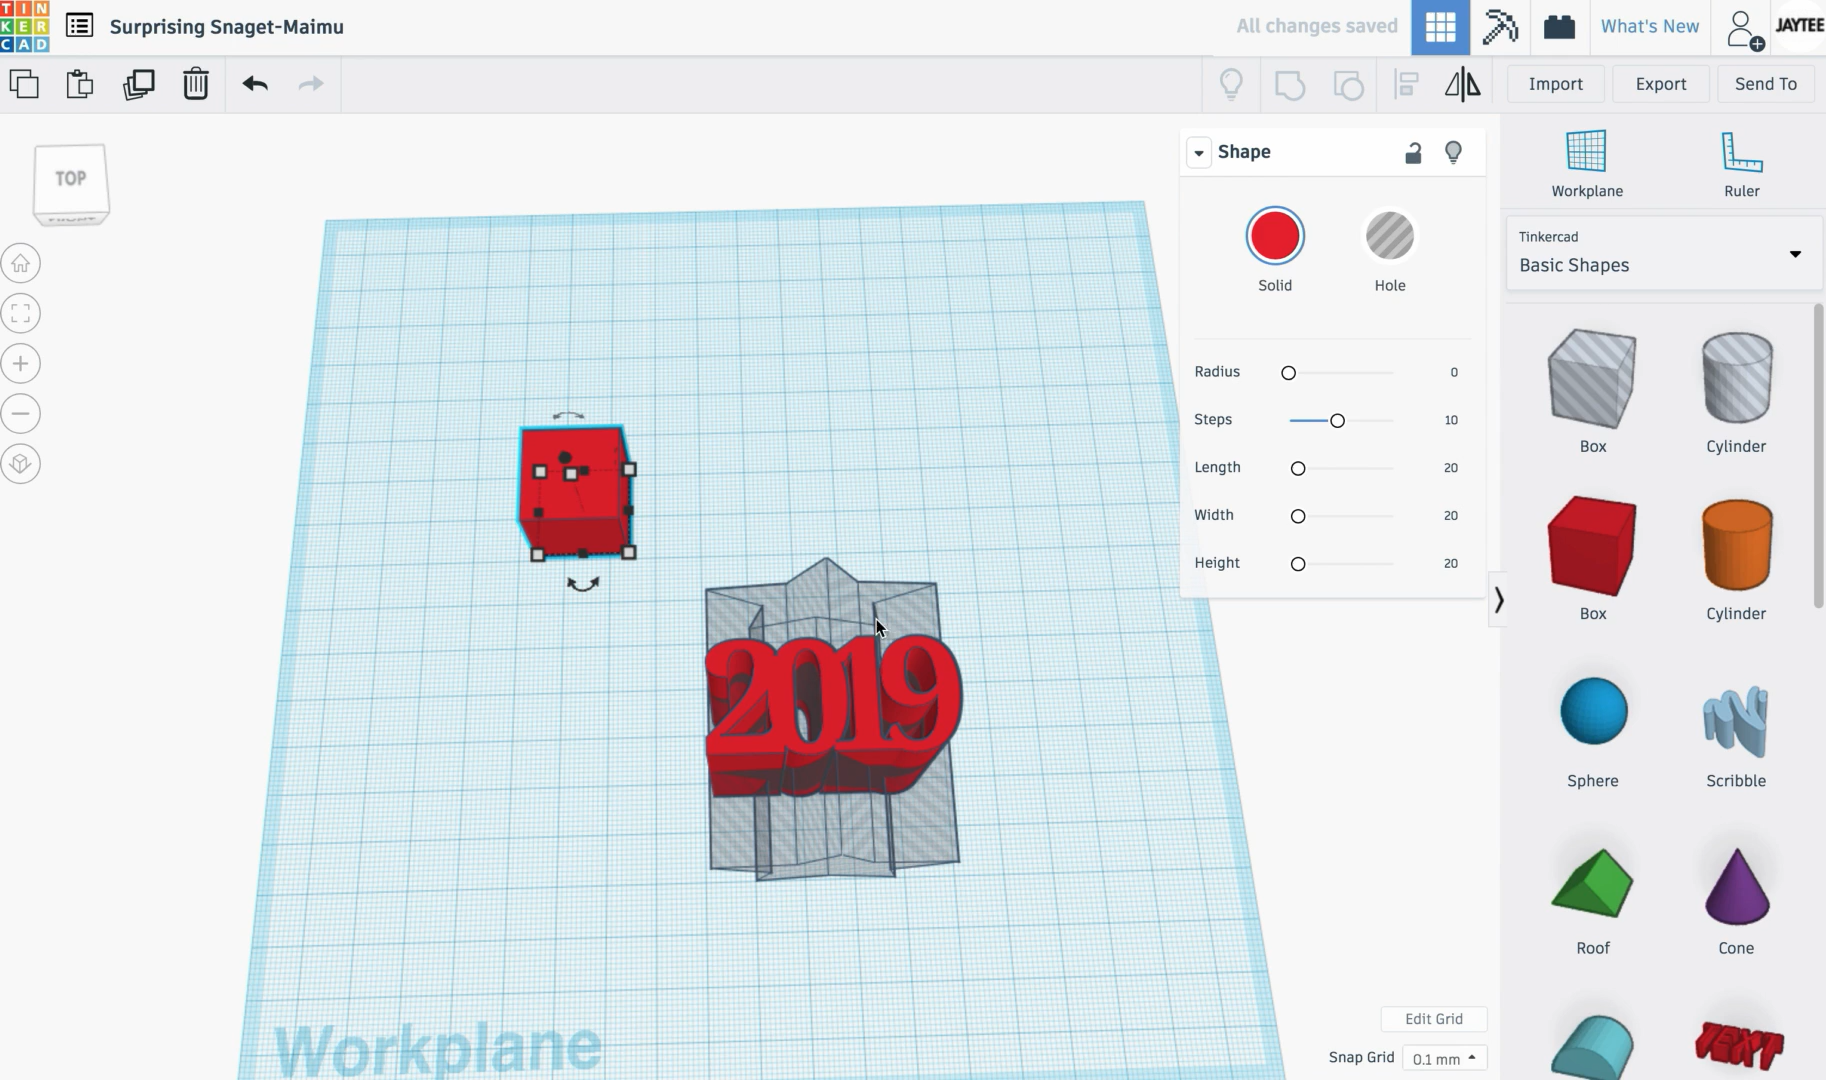 TIN
KER
CAD
Surprising Snaget-Maimu
All changes saved
What's New
JAYTEE
Import
Export
Send To
TOP
FRONT
Shape
Solid
Hole
Radius 0
Steps 10
Length 20
Width 20
Height 20
Workplane
Ruler
Tinkercad
Basic Shapes
Box
Cylinder
Box
Cylinder
Sphere
Scribble
Roof
Cone
TEXT
2019
Workplane
Edit Grid
Snap Grid 0.1 mm